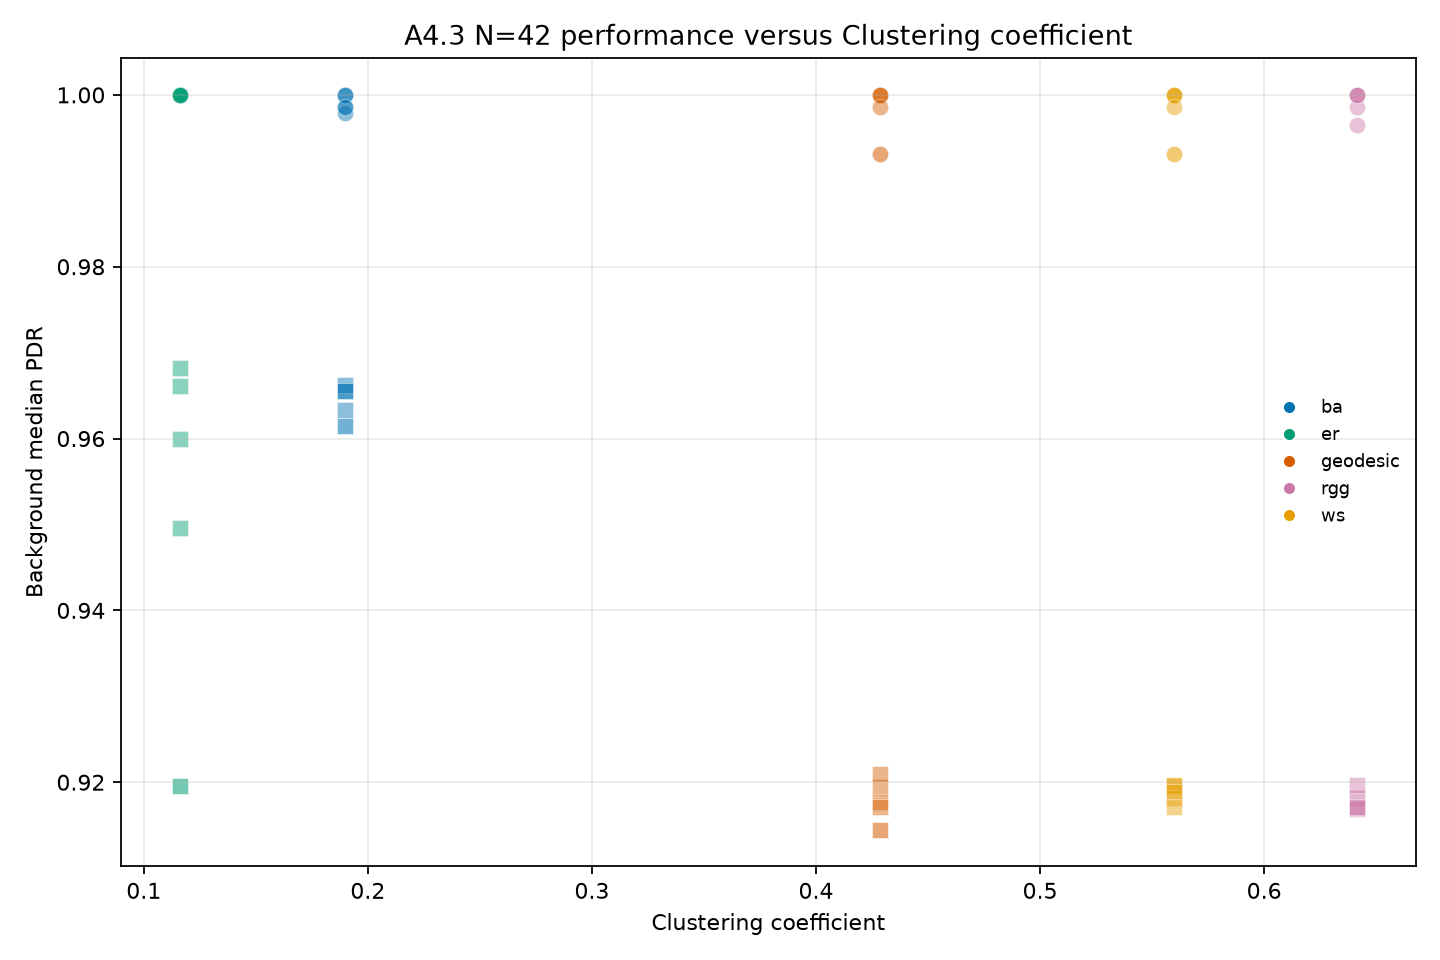 A4.3 N=42 performance versus Clustering coefficient
1.00
0.98
0.96
0.94
0.92
Background median PDR
ba
er
geodesic
rgg
ws
0.1 0.2 0.3 0.4 0.5 0.6
Clustering coefficient